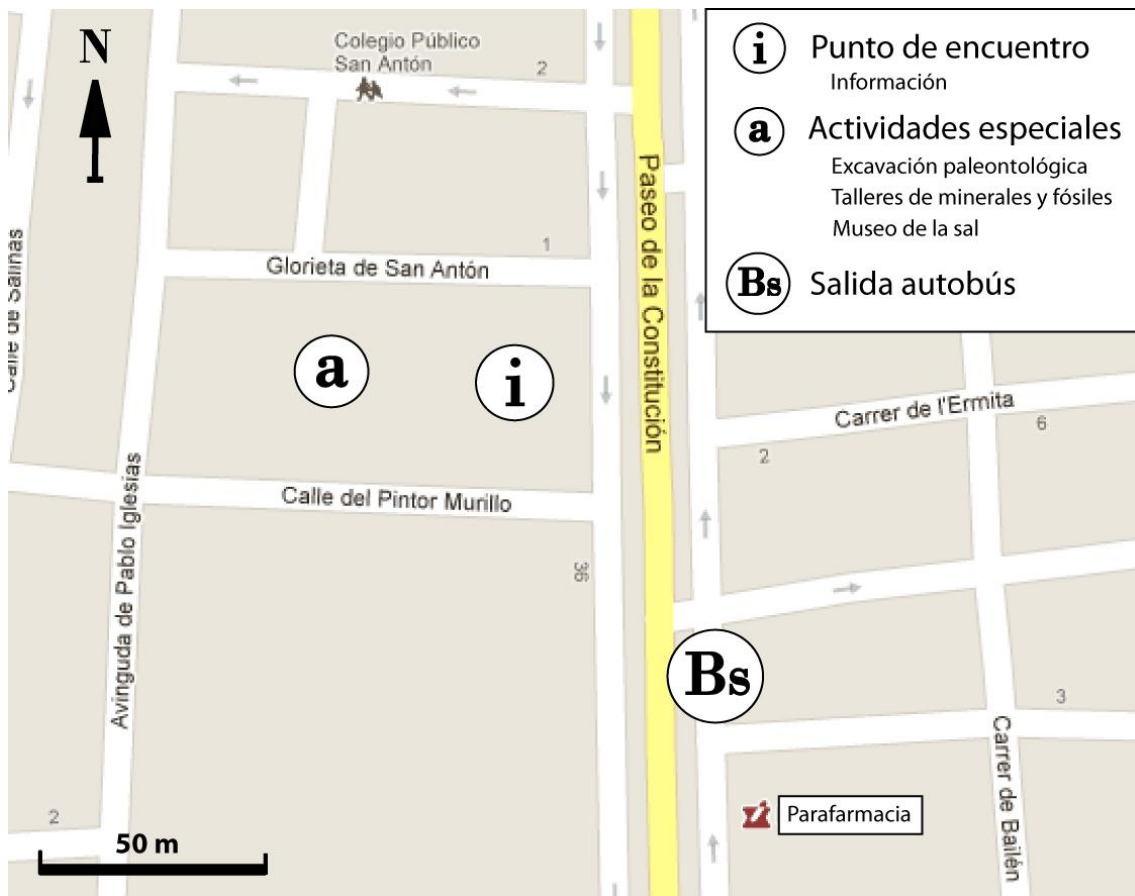 N
Colegio Público
San Antón
2
Paseo de la Constitución
1
Glorieta de San Antón
Calle de Salinas
a
i
Carrer de l'Ermita
2
6
Calle del Pintor Murillo
Avinguda de Pablo Iglesias
36
Bs
3
Carrer de Bailén
Parafarmacia
2
50 m
i Punto de encuentro
Información
a Actividades especiales
Excavación paleontológica
Talleres de minerales y fósiles
Museo de la sal
Bs Salida autobús